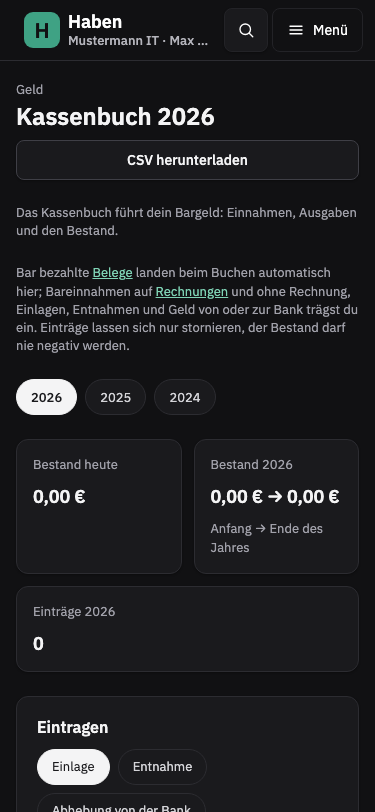 H
Haben
Mustermann IT · Max ...
Menü
Geld
Kassenbuch 2026
CSV herunterladen
Das Kassenbuch führt dein Bargeld: Einnahmen, Ausgaben
und den Bestand.
Bar bezahlte Belege landen beim Buchen automatisch
hier; Bareinnahmen auf Rechnungen und ohne Rechnung,
Einlagen, Entnahmen und Geld von oder zur Bank trägst du
ein. Einträge lassen sich nur stornieren, der Bestand darf
nie negativ werden.
2026 2025 2024
Bestand heute
0,00 €
Bestand 2026
0,00 € → 0,00 €
Anfang → Ende des
Jahres
Einträge 2026
0
Eintragen
Einlage Entnahme
Abhebung von der Bank